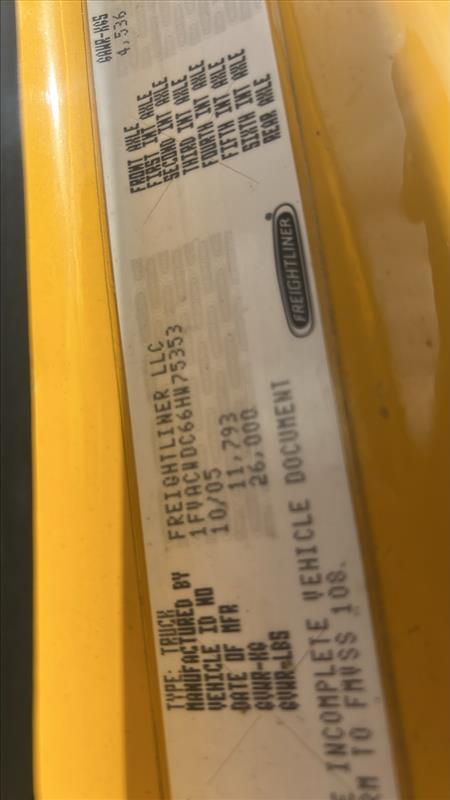 TYPE: TRUCK
MANUFACTURED BY FREIGHTLINER LLC
VEHICLE ID NO 1FVACWDC66HW75353
DATE OF MFR 10/05
GVWR-KG 11,793
GVWR-LBS 26,000
INCOMPLETE VEHICLE DOCUMENT
TO FMVSS 108.
FREIGHTLINER
GAWR-KGS
FRONT AXLE 4,536
FIRST INT AXLE
SECOND INT AXLE
THIRD INT AXLE
FOURTH INT AXLE
FIFTH INT AXLE
SIXTH INT AXLE
REAR AXLE